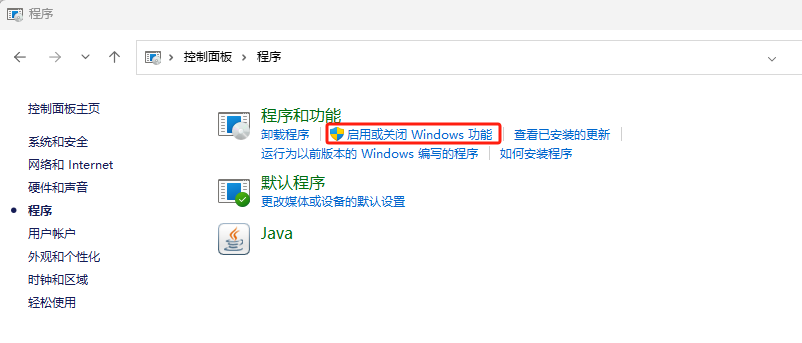 程序
控制面板 程序
控制面板主页
系统和安全
网络和 Internet
硬件和声音
程序
用户帐户
外观和个性化
时钟和区域
轻松使用
程序和功能
卸载程序 启用或关闭 Windows 功能 查看已安装的更新
运行为以前版本的 Windows 编写的程序 如何安装程序
默认程序
更改媒体或设备的默认设置
Java